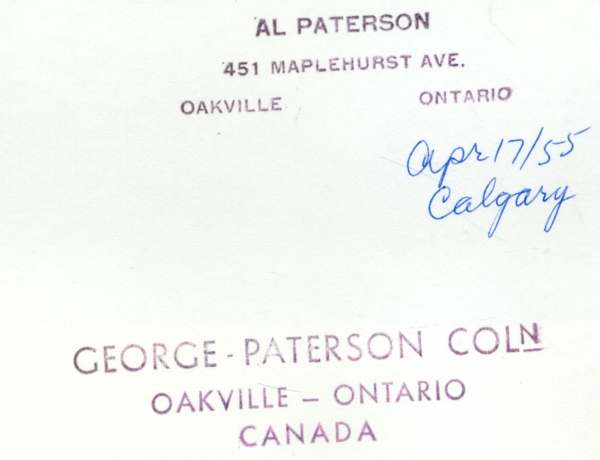 AL PATERSON
451 MAPLEHURST AVE.
OAKVILLE ONTARIO
Apr 17/55
Calgary
GEORGE-PATERSON COLN
OAKVILLE — ONTARIO
CANADA